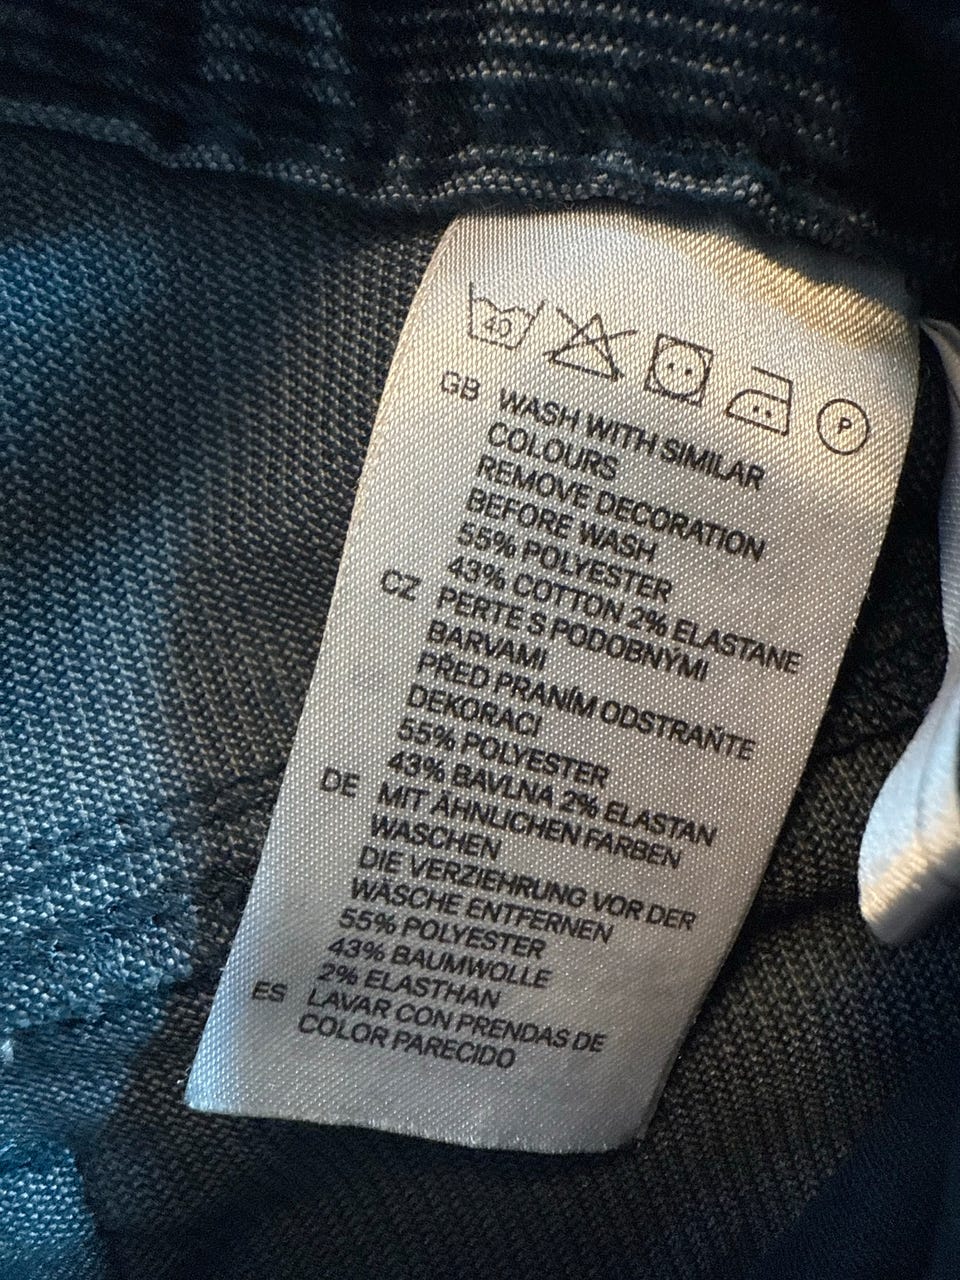 40
P
GB WASH WITH SIMILAR
COLOURS
REMOVE DECORATION
BEFORE WASH
55% POLYESTER
43% COTTON 2% ELASTANE
CZ PERTE S PODOBNÝMI
BARVAMI
PŘED PRANÍM ODSTRAŇTE
DEKORACI
55% POLYESTER
43% BAVLNA 2% ELASTAN
DE MIT ÄHNLICHEN FARBEN
WASCHEN
DIE VERZIEHRUNG VOR DER
WÄSCHE ENTFERNEN
55% POLYESTER
43% BAUMWOLLE
2% ELASTHAN
ES LAVAR CON PRENDAS DE
COLOR PARECIDO